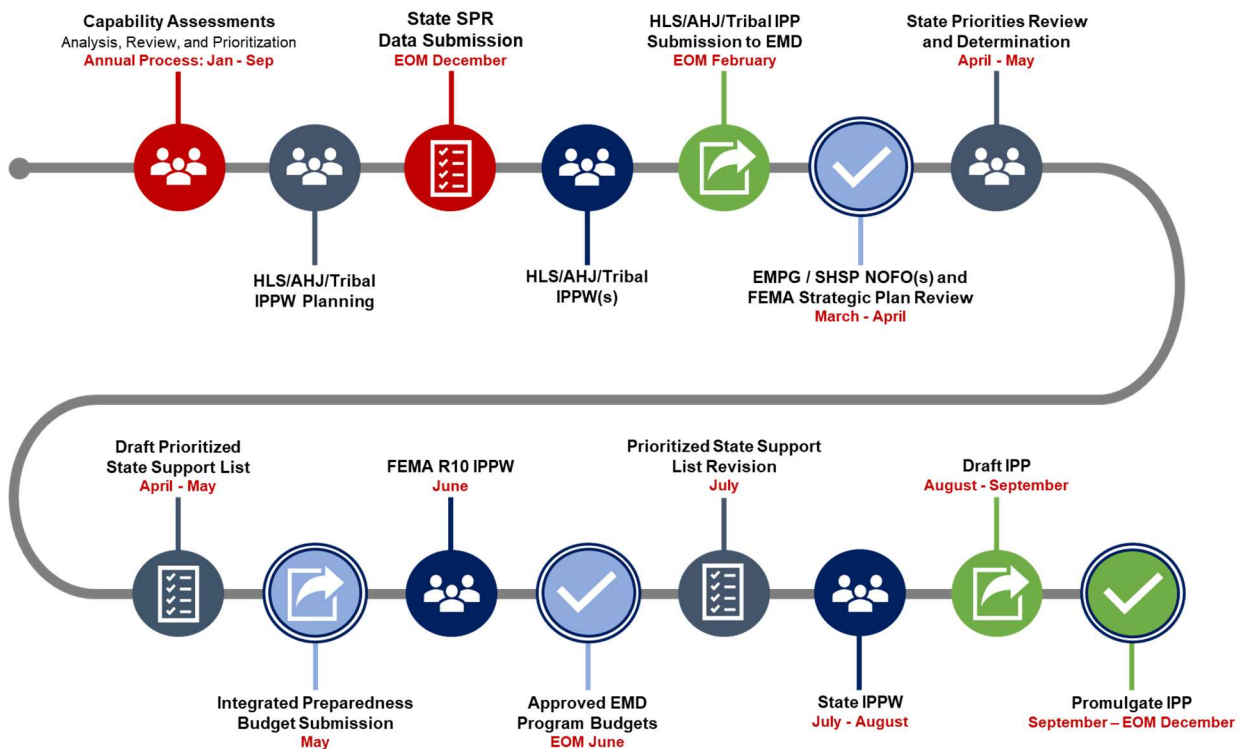 Capability Assessments
Analysis, Review, and Prioritization
Annual Process: Jan - Sep
HLS/AHJ/Tribal
IPPW Planning
State SPR
Data Submission
EOM December
HLS/AHJ/Tribal
IPPW(s)
HLS/AHJ/Tribal IPP
Submission to EMD
EOM February
EMPG / SHSP NOFO(s) and
FEMA Strategic Plan Review
March - April
State Priorities Review
and Determination
April - May
Draft Prioritized
State Support List
April - May
Integrated Preparedness
Budget Submission
May
FEMA R10 IPPW
June
Approved EMD
Program Budgets
EOM June
Prioritized State Support
List Revision
July
State IPPW
July - August
Draft IPP
August - September
Promulgate IPP
September – EOM December